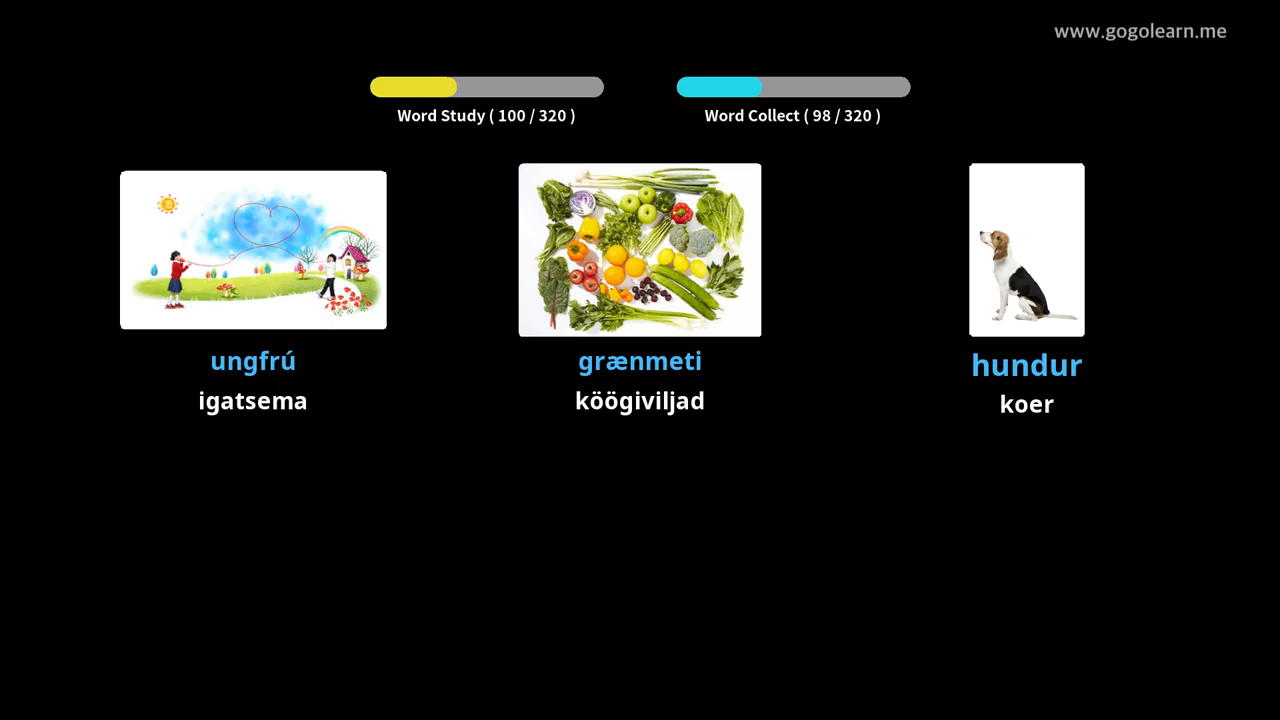 www.gogolearn.me
Word Study ( 100 / 320 )
Word Collect ( 98 / 320 )
ungfrú
igatsema
grænmeti
köögiviljad
hundur
koer